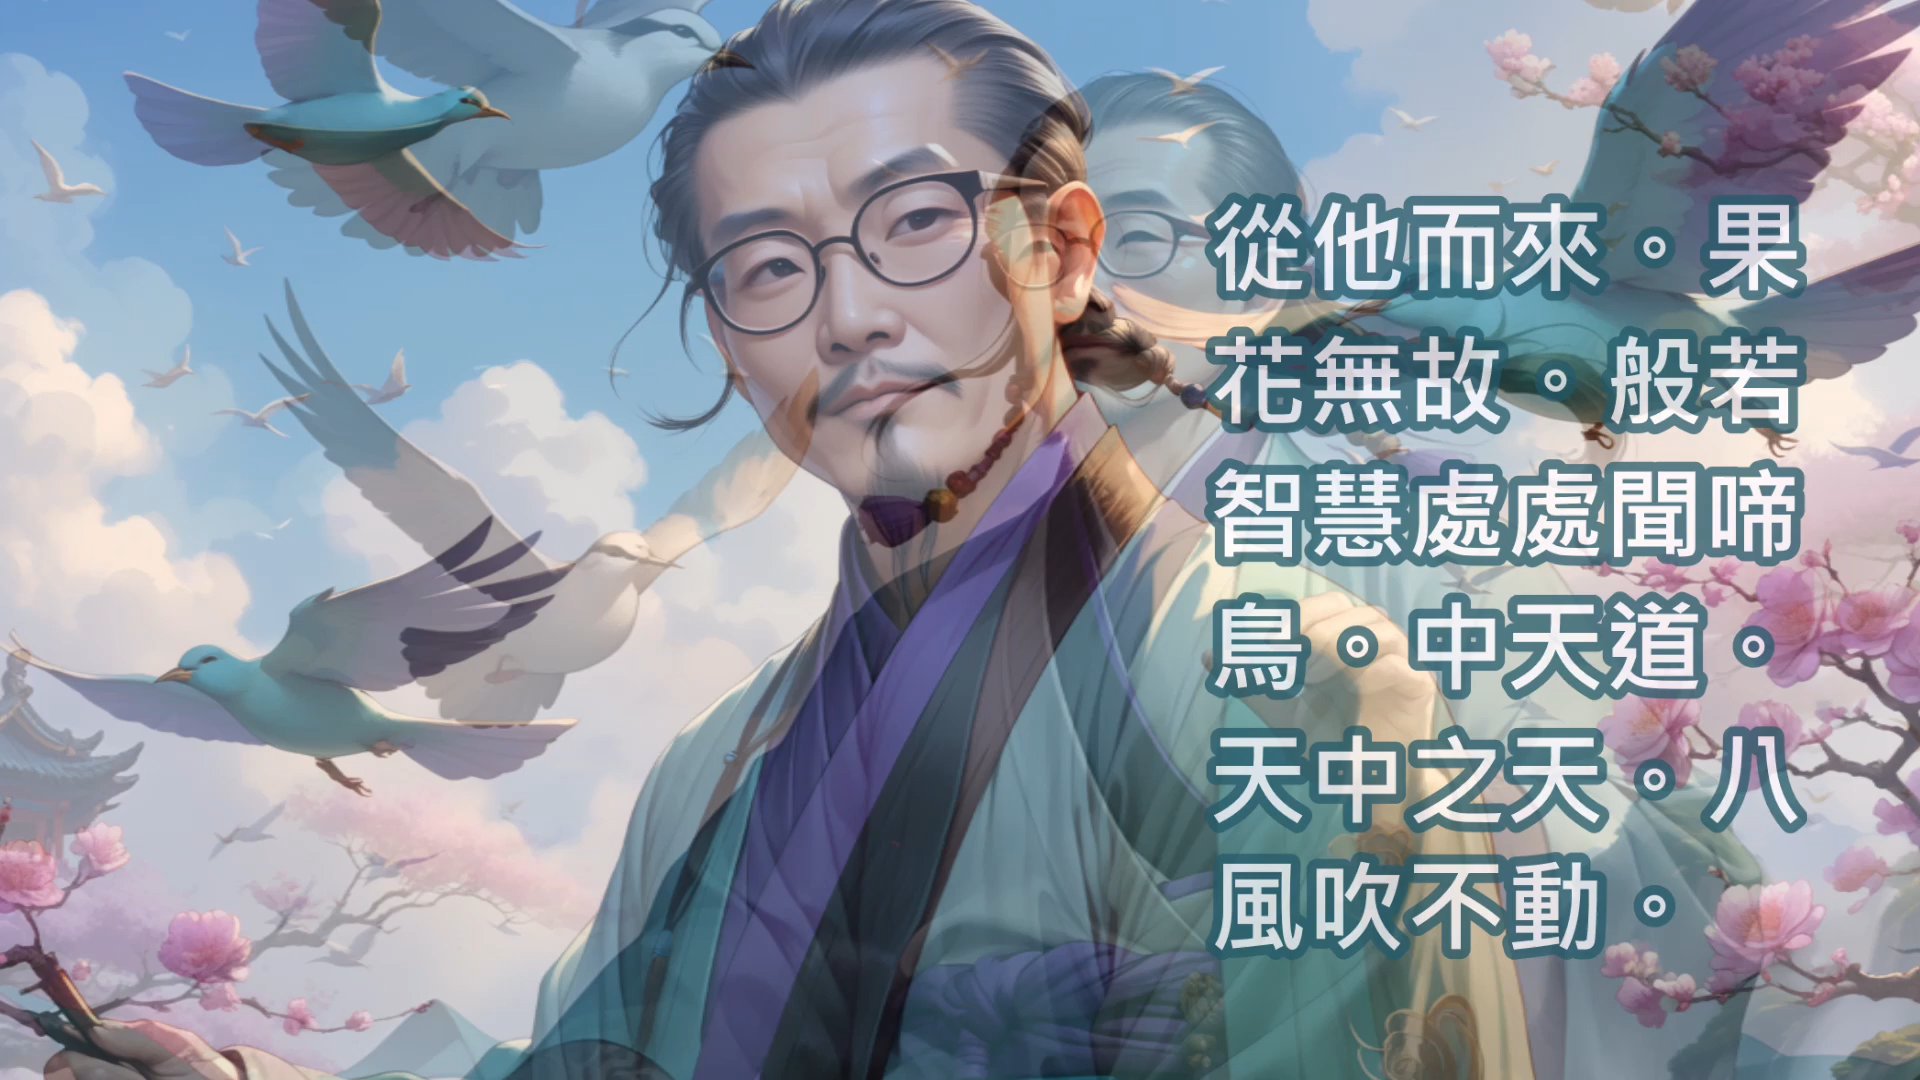 從他而來。果
花無故。般若
智慧處處聞啼
鳥。中天道。
天中之天。八
風吹不動。